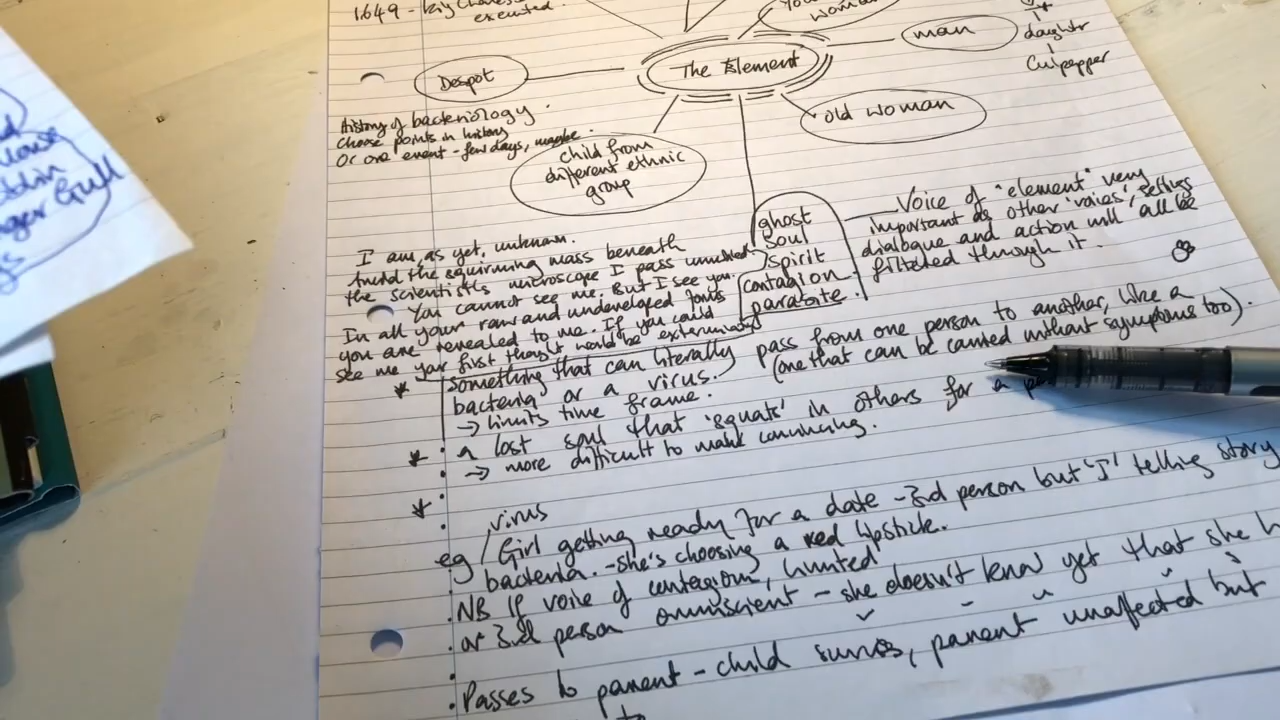 1649 - King Charles
executed.
woman
man
daughter
Culpepper
The Element
Despot
old woman
History of bacteriology
Choose points in history
Or one event - few days, maybe.
child from
different ethnic
group
ghost
soul
spirit
contagion
parasite.
Voice of "element" very
important as other 'voices', settings
dialogue and action will all be
filtered through it.
I am, as yet, unknown.
Amid the squirming mass beneath
the scientist's microscope I pass unnoticed.
You cannot see me. But I see you.
In all your raw and undeveloped forms
you are revealed to me. If you could
see me your first thought would be exterminate
* something that can literally pass from one person to another, like a
bacteria or a virus. (one that can be carried without symptoms too).
→ limits time frame.
* a lost soul that 'squats' in others for a
→ more difficult to make convincing.
*
virus
eg / Girl getting ready for a date - 3rd person but 'I' telling story
bacteria. - she's choosing a red lipstick.
NB If voice of contagion, limited
or 3rd person omniscient - she doesn't know yet that she h
Passes to parent - child survives, parent unaffected but
to